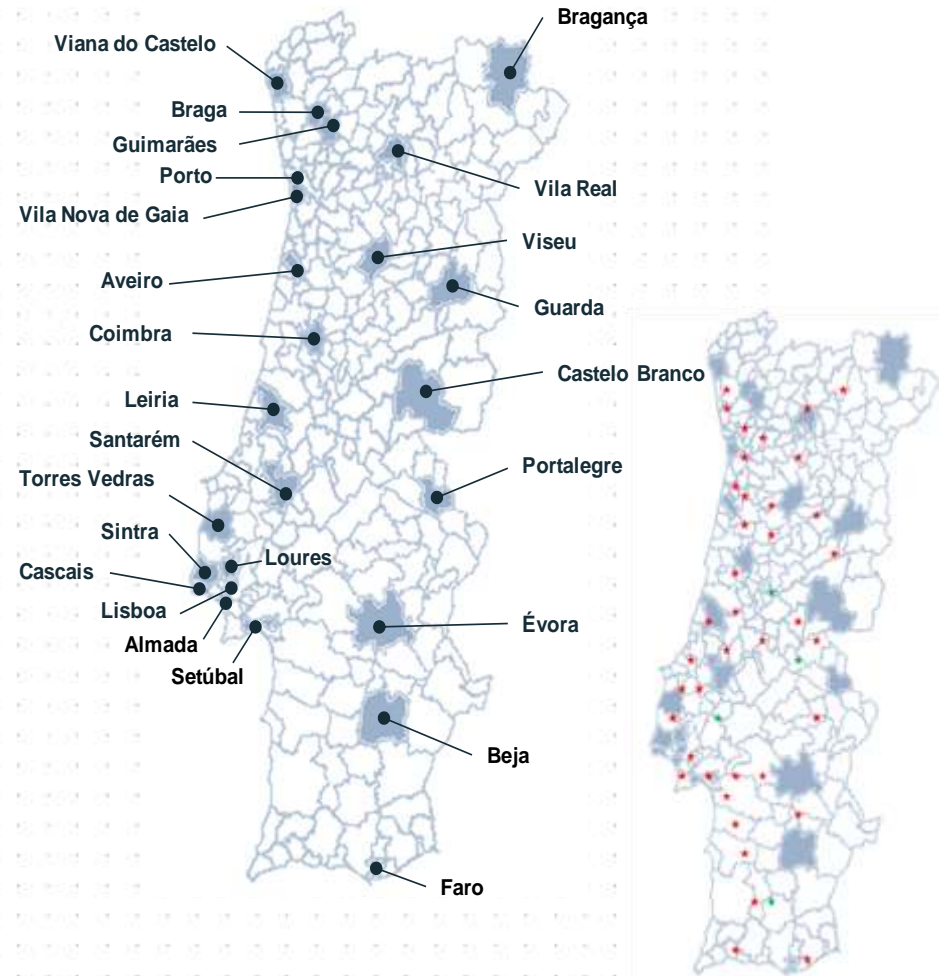 Bragança
Viana do Castelo
Braga
Guimarães
Porto
Vila Real
Vila Nova de Gaia
Viseu
Aveiro
Guarda
Coimbra
Castelo Branco
Leiria
Santarém
Portalegre
Torres Vedras
Sintra
Loures
Cascais
Lisboa
Évora
Almada
Setúbal
Beja
Faro